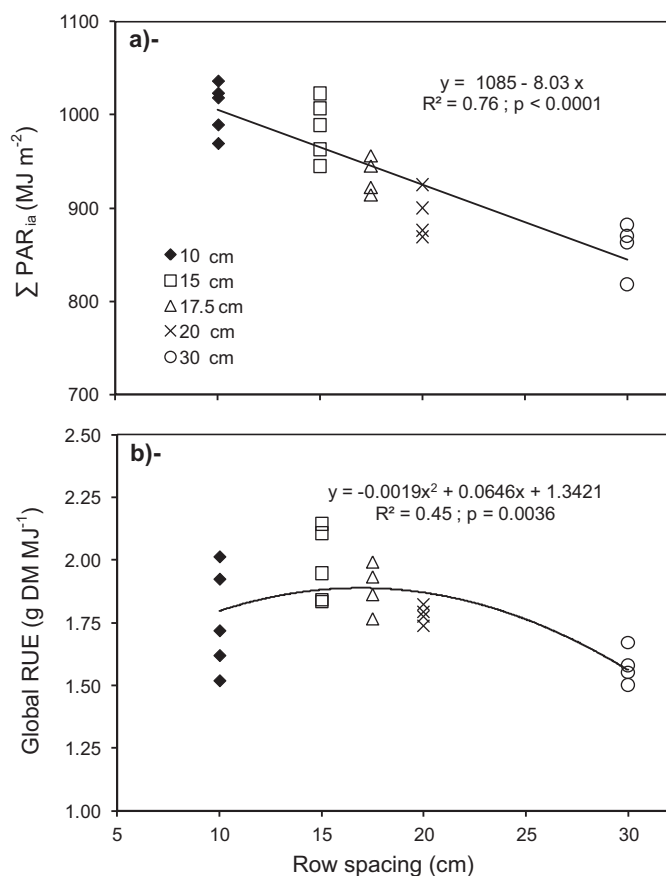 a)-
1100
1000
900
800
700
∑ PARia (MJ m-2)
y = 1085 - 8.03 x
R² = 0.76 ; p < 0.0001
10 cm
15 cm
17.5 cm
20 cm
30 cm
b)-
2.50
2.25
2.00
1.75
1.50
1.25
1.00
Global RUE (g DM MJ-1)
y = -0.0019x2 + 0.0646x + 1.3421
R² = 0.45 ; p = 0.0036
5 10 15 20 25 30
Row spacing (cm)